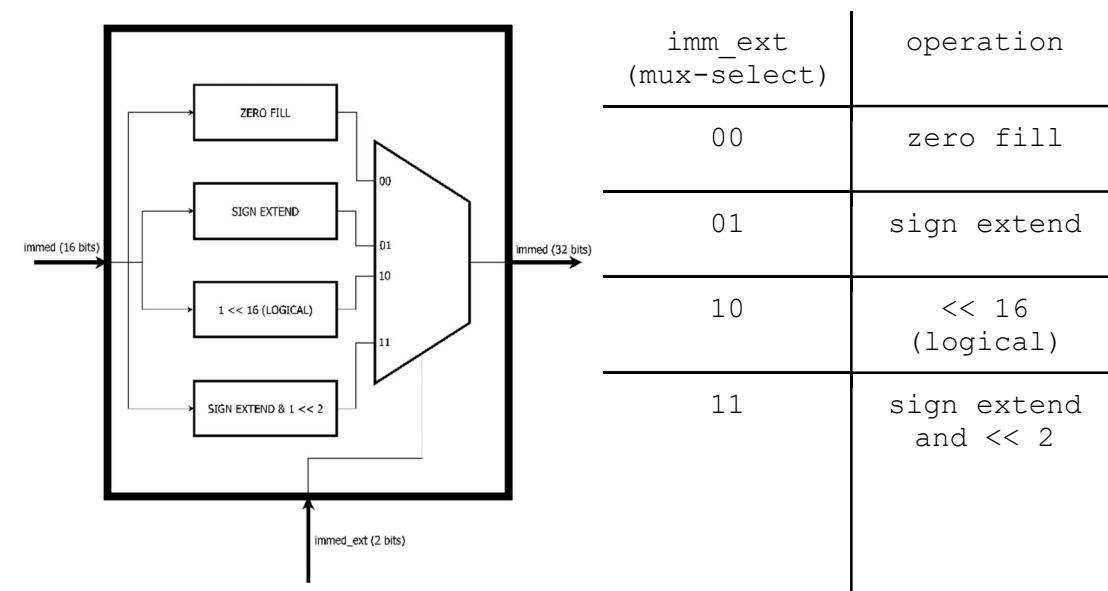 ZERO FILL
00
SIGN EXTEND
immed (16 bits)
01
immed (32 bits)
10
1 << 16 (LOGICAL)
11
SIGN EXTEND & 1 << 2
immed_ext (2 bits)
imm_ext
(mux-select)
operation
00
zero fill
01
sign extend
10
<< 16
(logical)
11
sign extend
and << 2